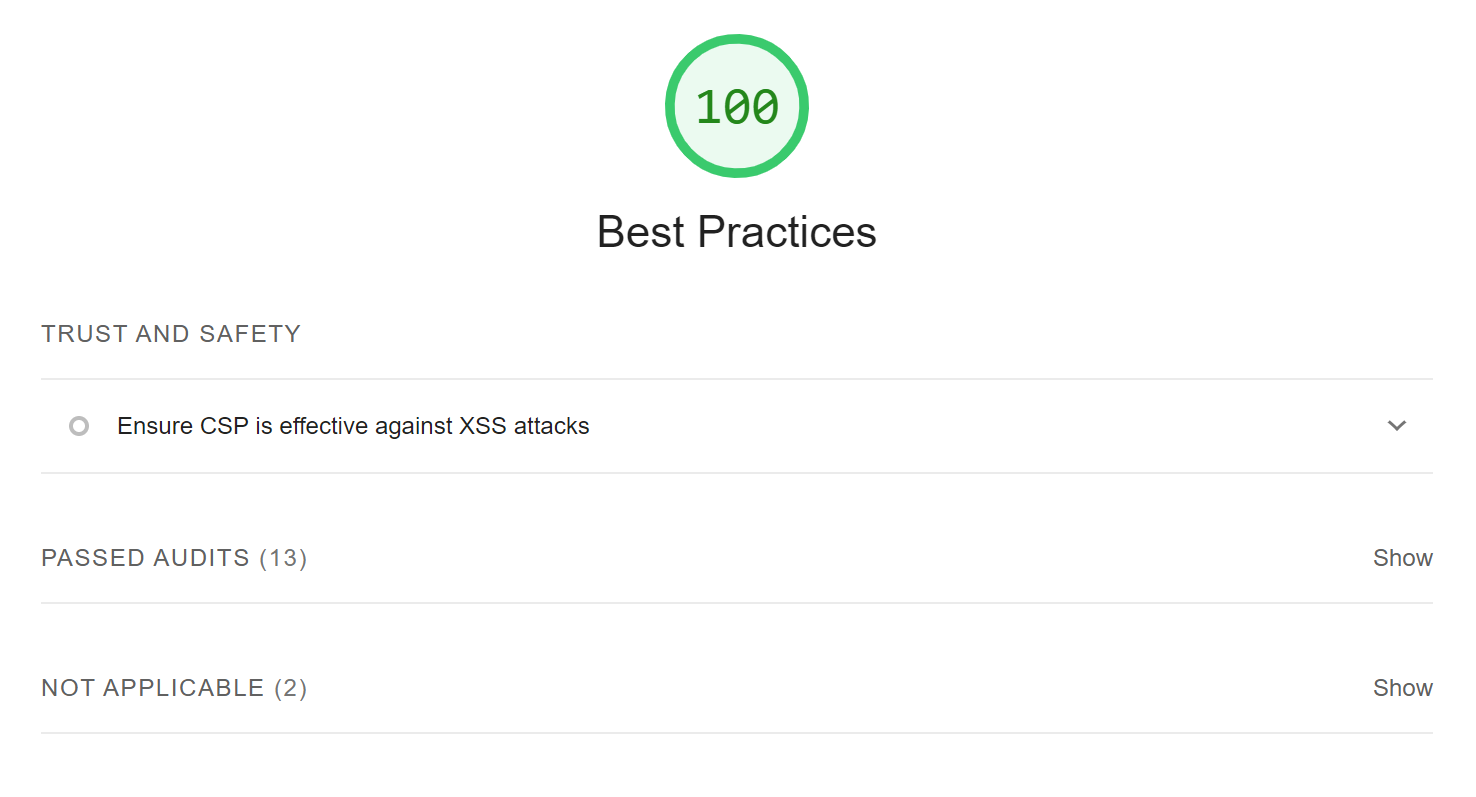 100
Best Practices
TRUST AND SAFETY
Ensure CSP is effective against XSS attacks
PASSED AUDITS (13) Show
NOT APPLICABLE (2) Show